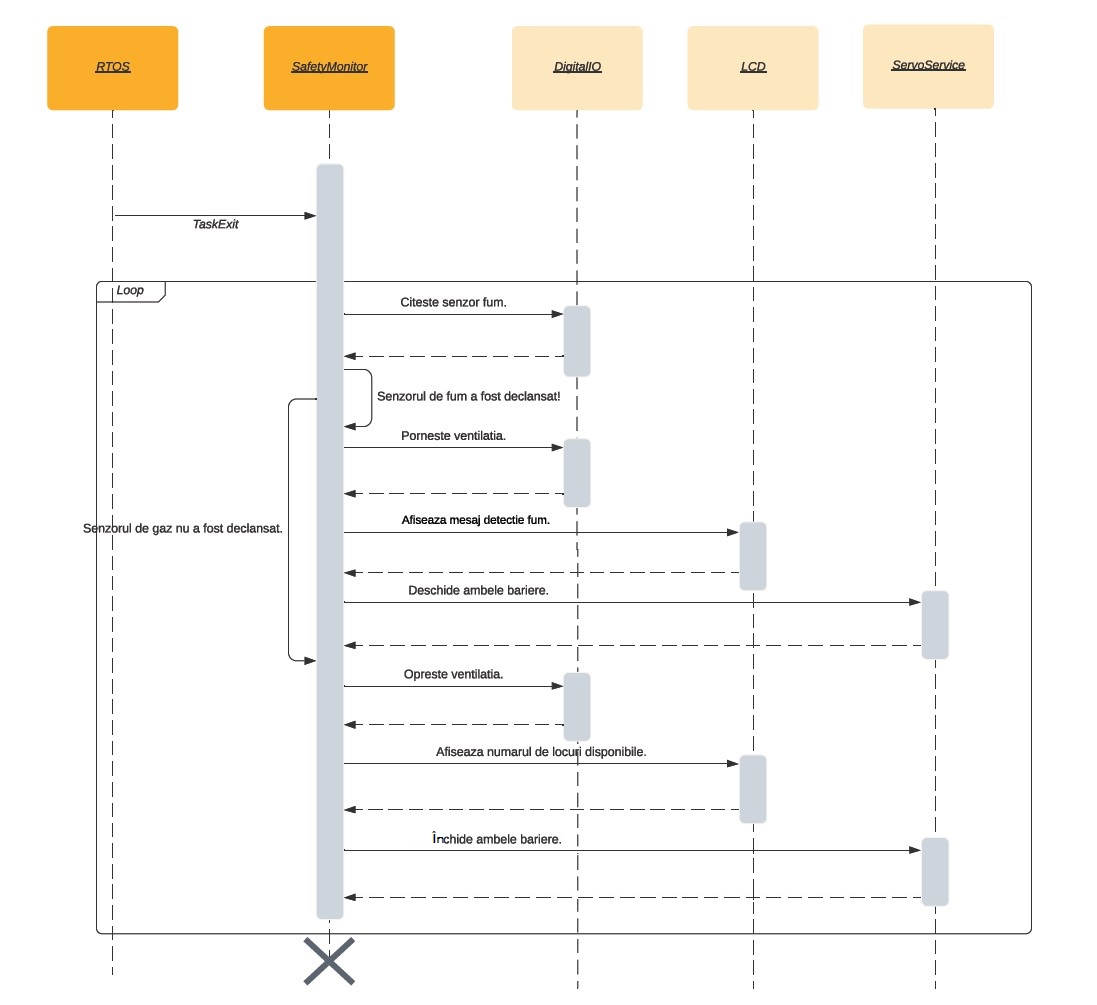 RTOS
SafetyMonitor
DigitalIO
LCD
ServoService
TaskExit
Loop
Citeste senzor fum.
Senzorul de fum a fost declansat!
Porneste ventilatia.
Afiseaza mesaj detectie fum.
Senzorul de gaz nu a fost declansat.
Deschide ambele bariere.
Opreste ventilatia.
Afiseaza numarul de locuri disponibile.
Închide ambele bariere.